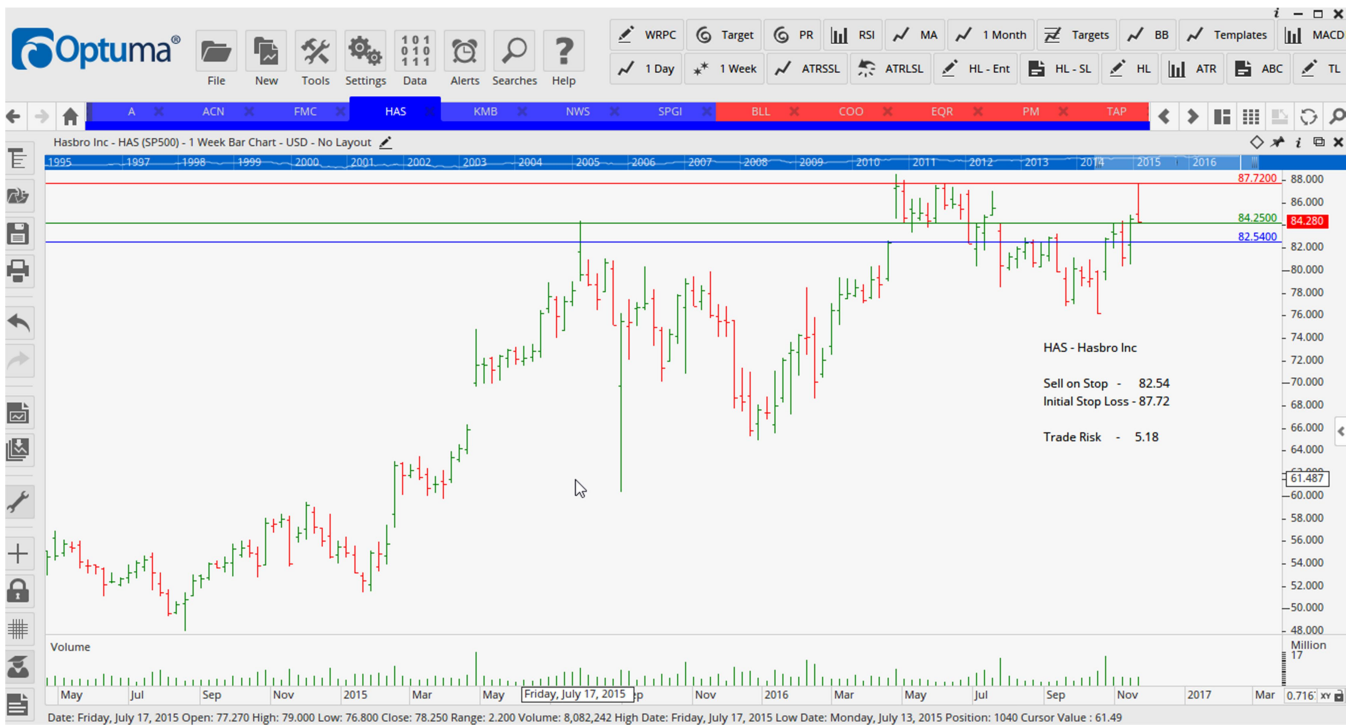 Optuma®
File
New
Tools
Settings
Data
Alerts
Searches
Help
WRPC
Target
PR
RSI
MA
1 Month
Targets
BB
Templates
MACD
1 Day
1 Week
ATRSSL
ATRLSL
HL - Ent
HL - SL
HL
ATR
ABC
TL
A
ACN
FMC
HAS
KMB
NWS
SPGI
BLL
COO
EQR
PM
TAP
Hasbro Inc - HAS (SP500) - 1 Week Bar Chart - USD - No Layout
1995 1997 1998 1999 2000 2001 2002 2003 2004 2005 2006 2007 2008 2009 2010 2011 2012 2013 2014 2015 2016
87.7200
84.2500
82.5400
88.000
86.000
84.280
82.000
80.000
78.000
76.000
74.000
72.000
70.000
68.000
66.000
64.000
61.487
60.000
58.000
56.000
54.000
52.000
50.000
48.000
HAS - Hasbro Inc
Sell on Stop - 82.54
Initial Stop Loss - 87.72
Trade Risk - 5.18
Volume
Million
17
May Jul Sep Nov 2015 Mar May Friday, July 17, 2015 Nov 2016 Mar May Jul Sep Nov 2017 Mar
XY
Date: Friday, July 17, 2015 Open: 77.270 High: 79.000 Low: 76.800 Close: 78.250 Range: 2.200 Volume: 8,082,242 High Date: Friday, July 17, 2015 Low Date: Monday, July 13, 2015 Position: 1040 Cursor Value : 61.49